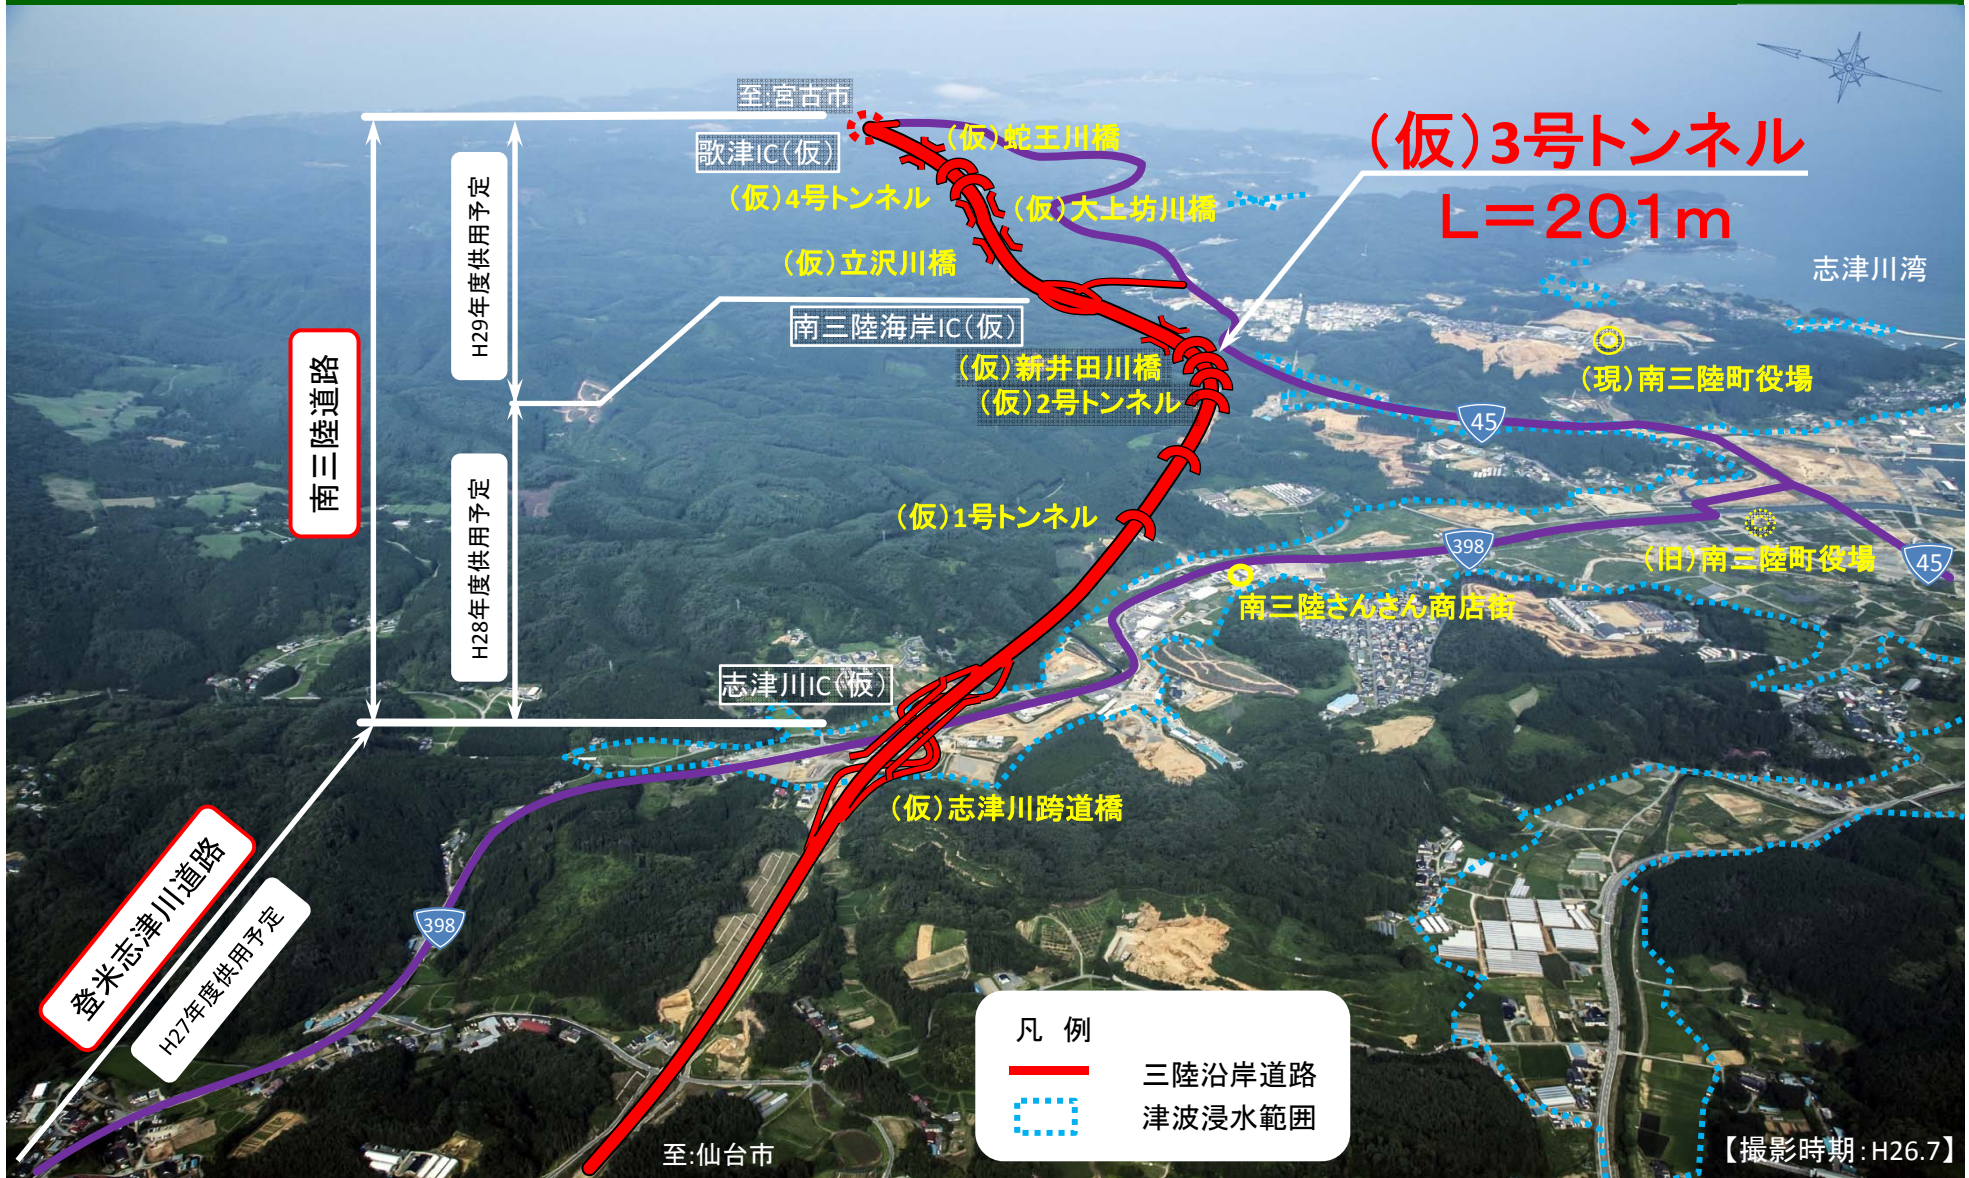 至:宮古市
歌津IC(仮)
(仮)蛇王川橋
(仮)3号トンネル
L=201m
(仮)4号トンネル
(仮)大上坊川橋
(仮)立沢川橋
志津川湾
H29年度供用予定
南三陸海岸IC(仮)
南三陸道路
(仮)新井田川橋
(仮)2号トンネル
(現)南三陸町役場
45
H28年度供用予定
(仮)1号トンネル
398
(旧)南三陸町役場
45
南三陸さんさん商店街
志津川IC(仮)
(仮)志津川跨道橋
登米志津川道路
H27年度供用予定
398
凡 例
三陸沿岸道路
津波浸水範囲
至:仙台市
【撮影時期:H26.7】